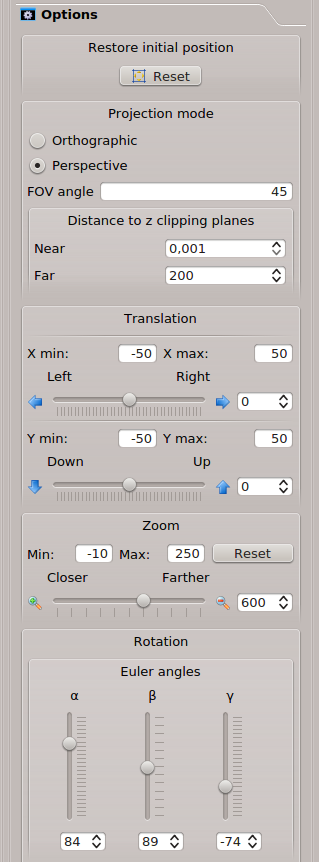 Options
Restore initial position
Reset
Projection mode
Orthographic
Perspective
FOV angle 45
Distance to z clipping planes
Near 0,001
Far 200
Translation
X min: -50 X max: 50
Left Right
0
Y min: -50 Y max: 50
Down Up
0
Zoom
Min: -10 Max: 250 Reset
Closer Farther
600
Rotation
Euler angles
α β γ
84 89 -74